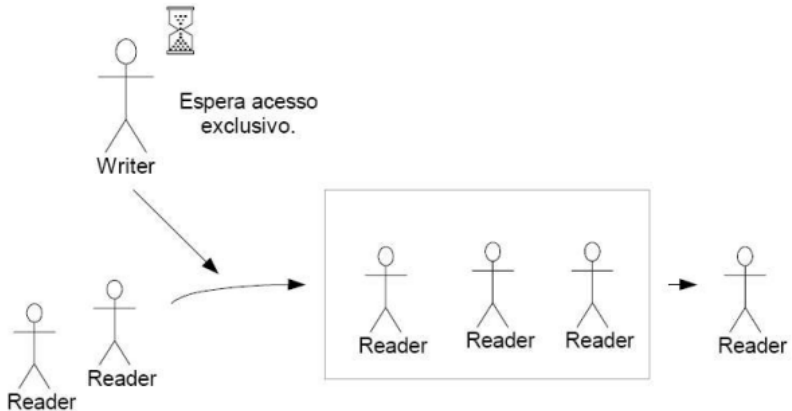 Espera acesso
exclusivo.
Writer
Reader
Reader
Reader
Reader
Reader
Reader